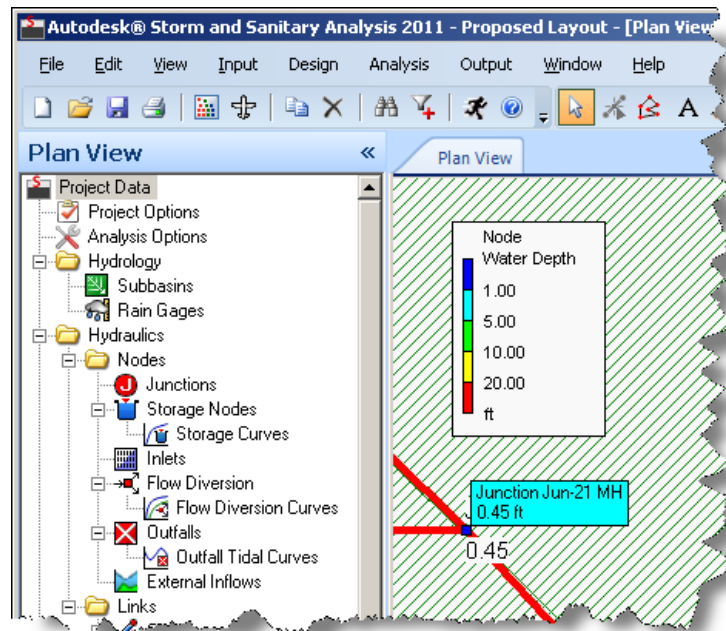 Autodesk® Storm and Sanitary Analysis 2011 - Proposed Layout - [Plan View
File Edit View Input Design Analysis Output Window Help
A
Plan View «
Plan View
Project Data
Project Options
Analysis Options
Hydrology
Subbasins
Rain Gages
Hydraulics
Nodes
Junctions
Storage Nodes
Storage Curves
Inlets
Flow Diversion
Flow Diversion Curves
Outfalls
Outfall Tidal Curves
External Inflows
Links
Node
Water Depth
1.00
5.00
10.00
20.00
ft
Junction Jun-21 MH
0.45 ft
0.45